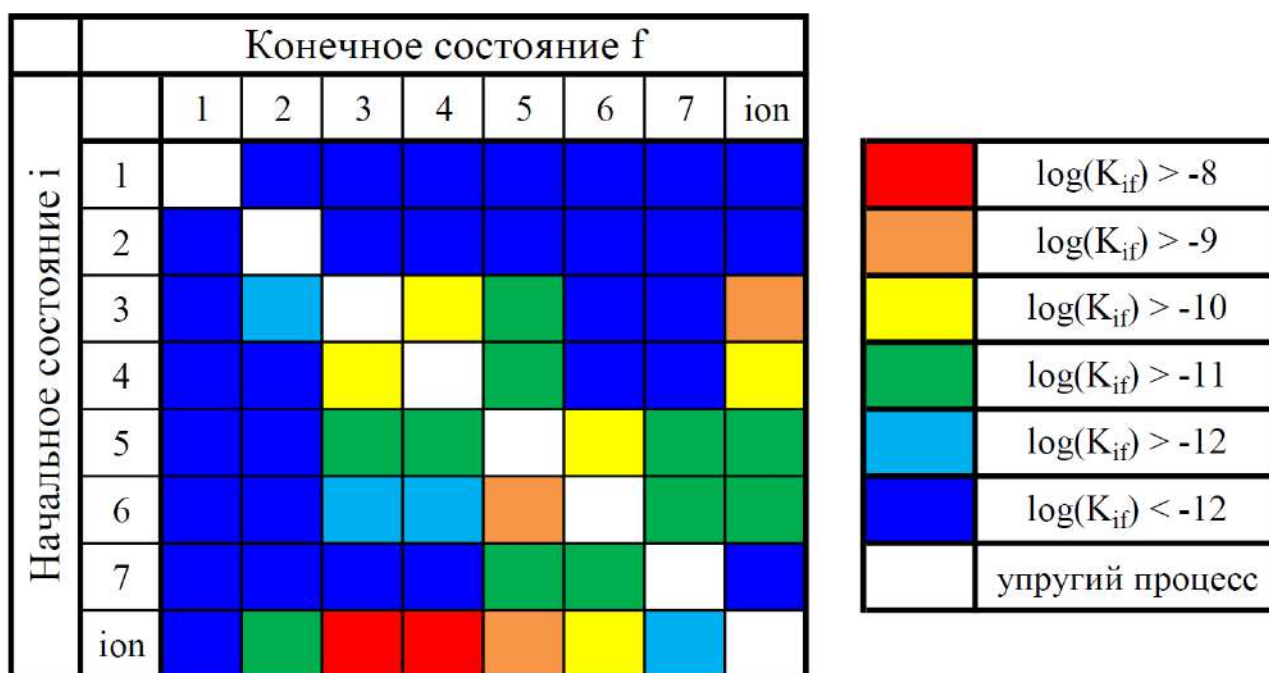 Конечное состояние f
Начальное состояние i
1 2 3 4 5 6 7 ion
1
2
3
4
5
6
7
ion
log(K_if) > -8
log(K_if) > -9
log(K_if) > -10
log(K_if) > -11
log(K_if) > -12
log(K_if) < -12
упругий процесс